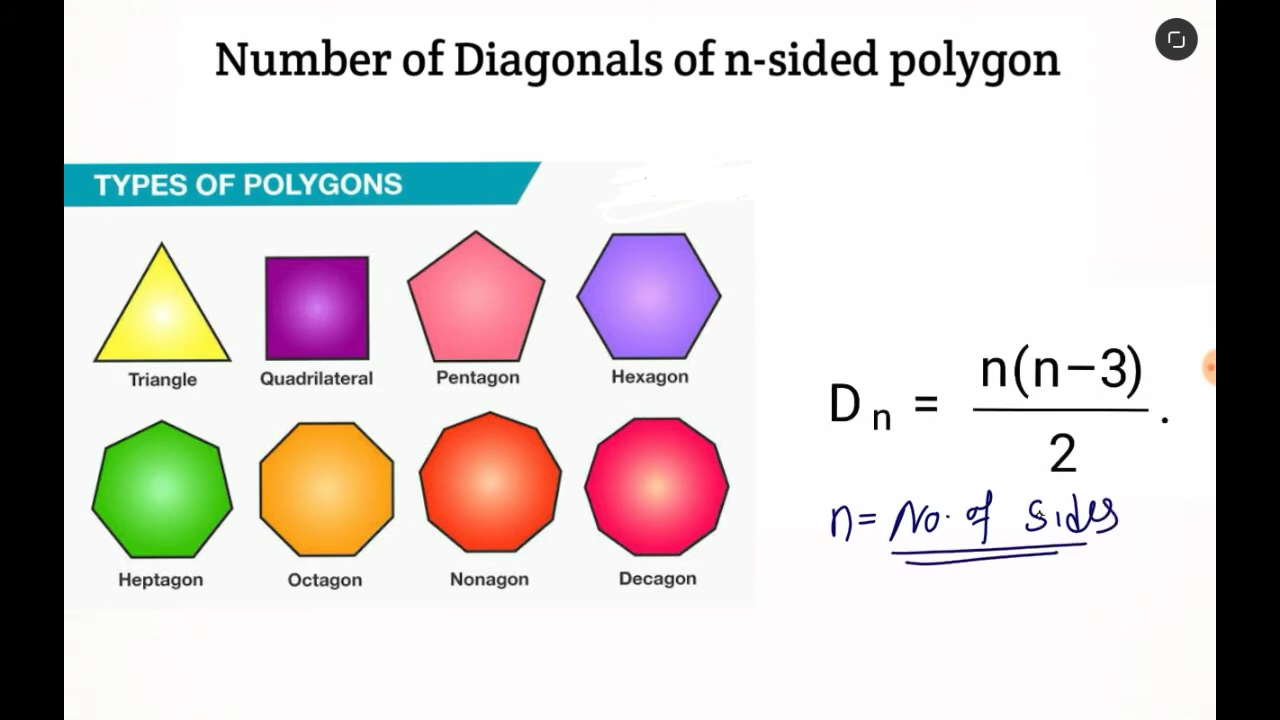 Number of Diagonals of n-sided polygon
TYPES OF POLYGONS
Triangle
Quadrilateral
Pentagon
Hexagon
Heptagon
Octagon
Nonagon
Decagon
D n = n(n-3) / 2 .
n = No. of sides